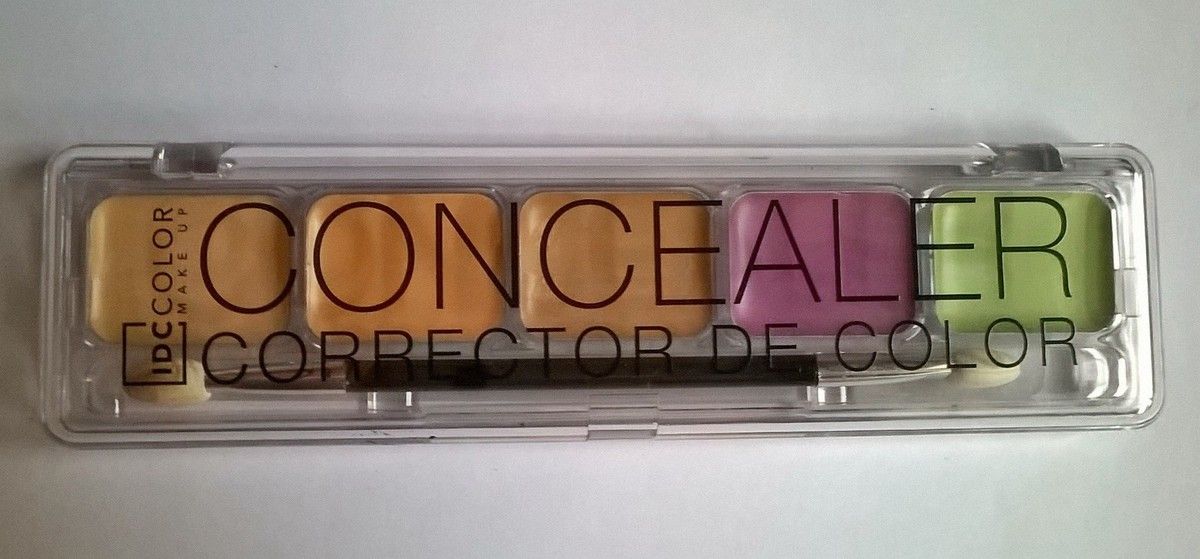 IDC COLOR
MAKE UP
CONCEALER
CORRECTOR DE COLOR